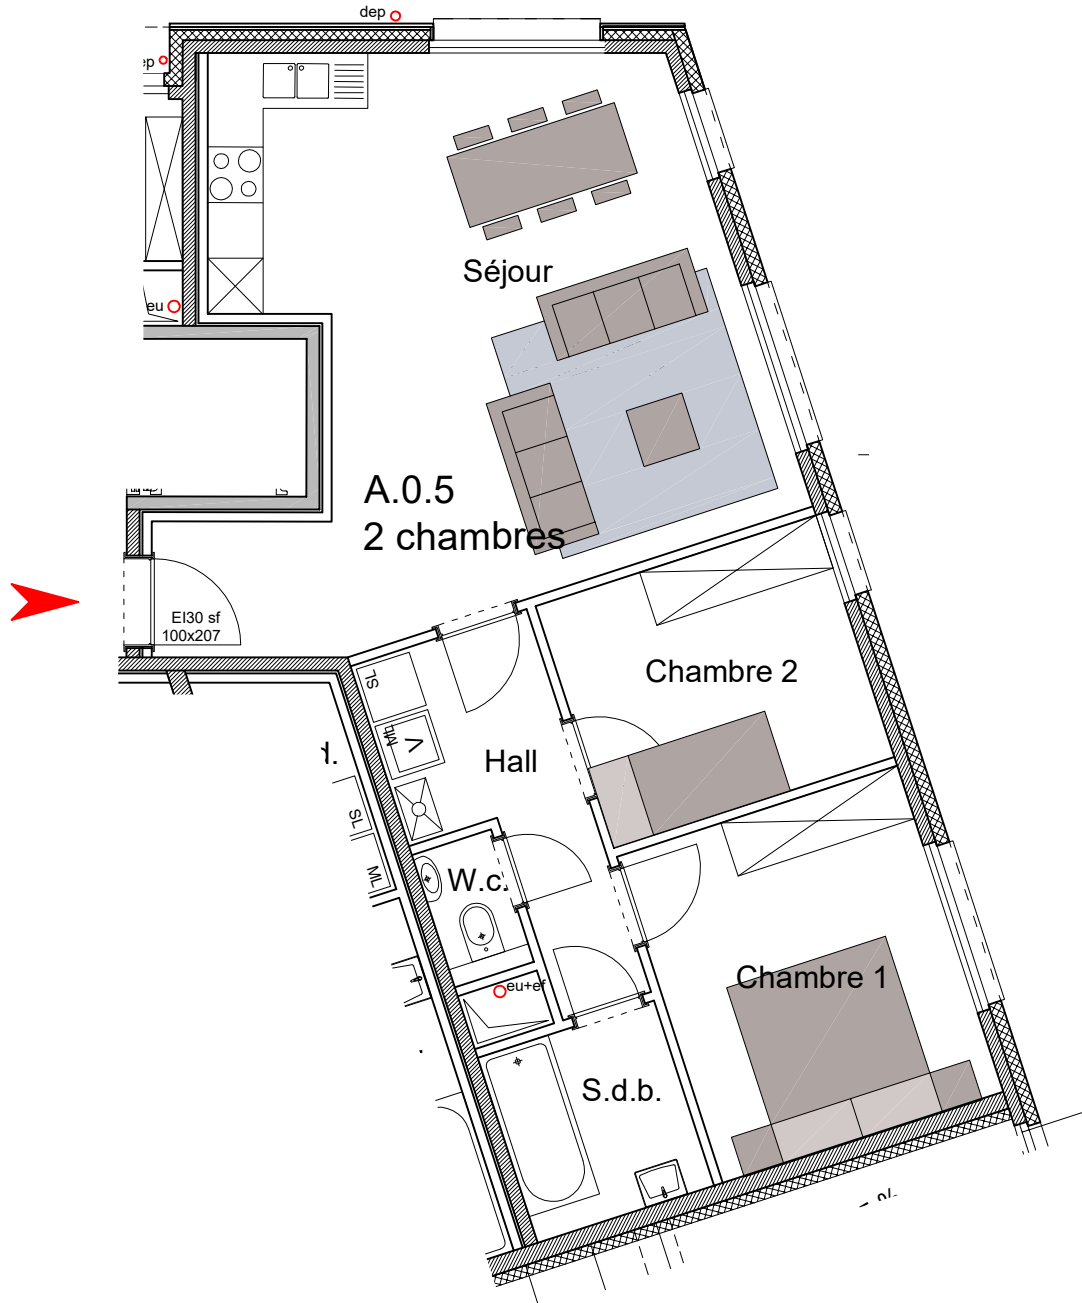 dep
ep
eu
Séjour
A.0.5
2 chambres
EI30 sf
100x207
SL
ML
V
Chambre 2
Hall
d.
SL
ML
W.c.
eu+ef
Chambre 1
S.d.b.
%